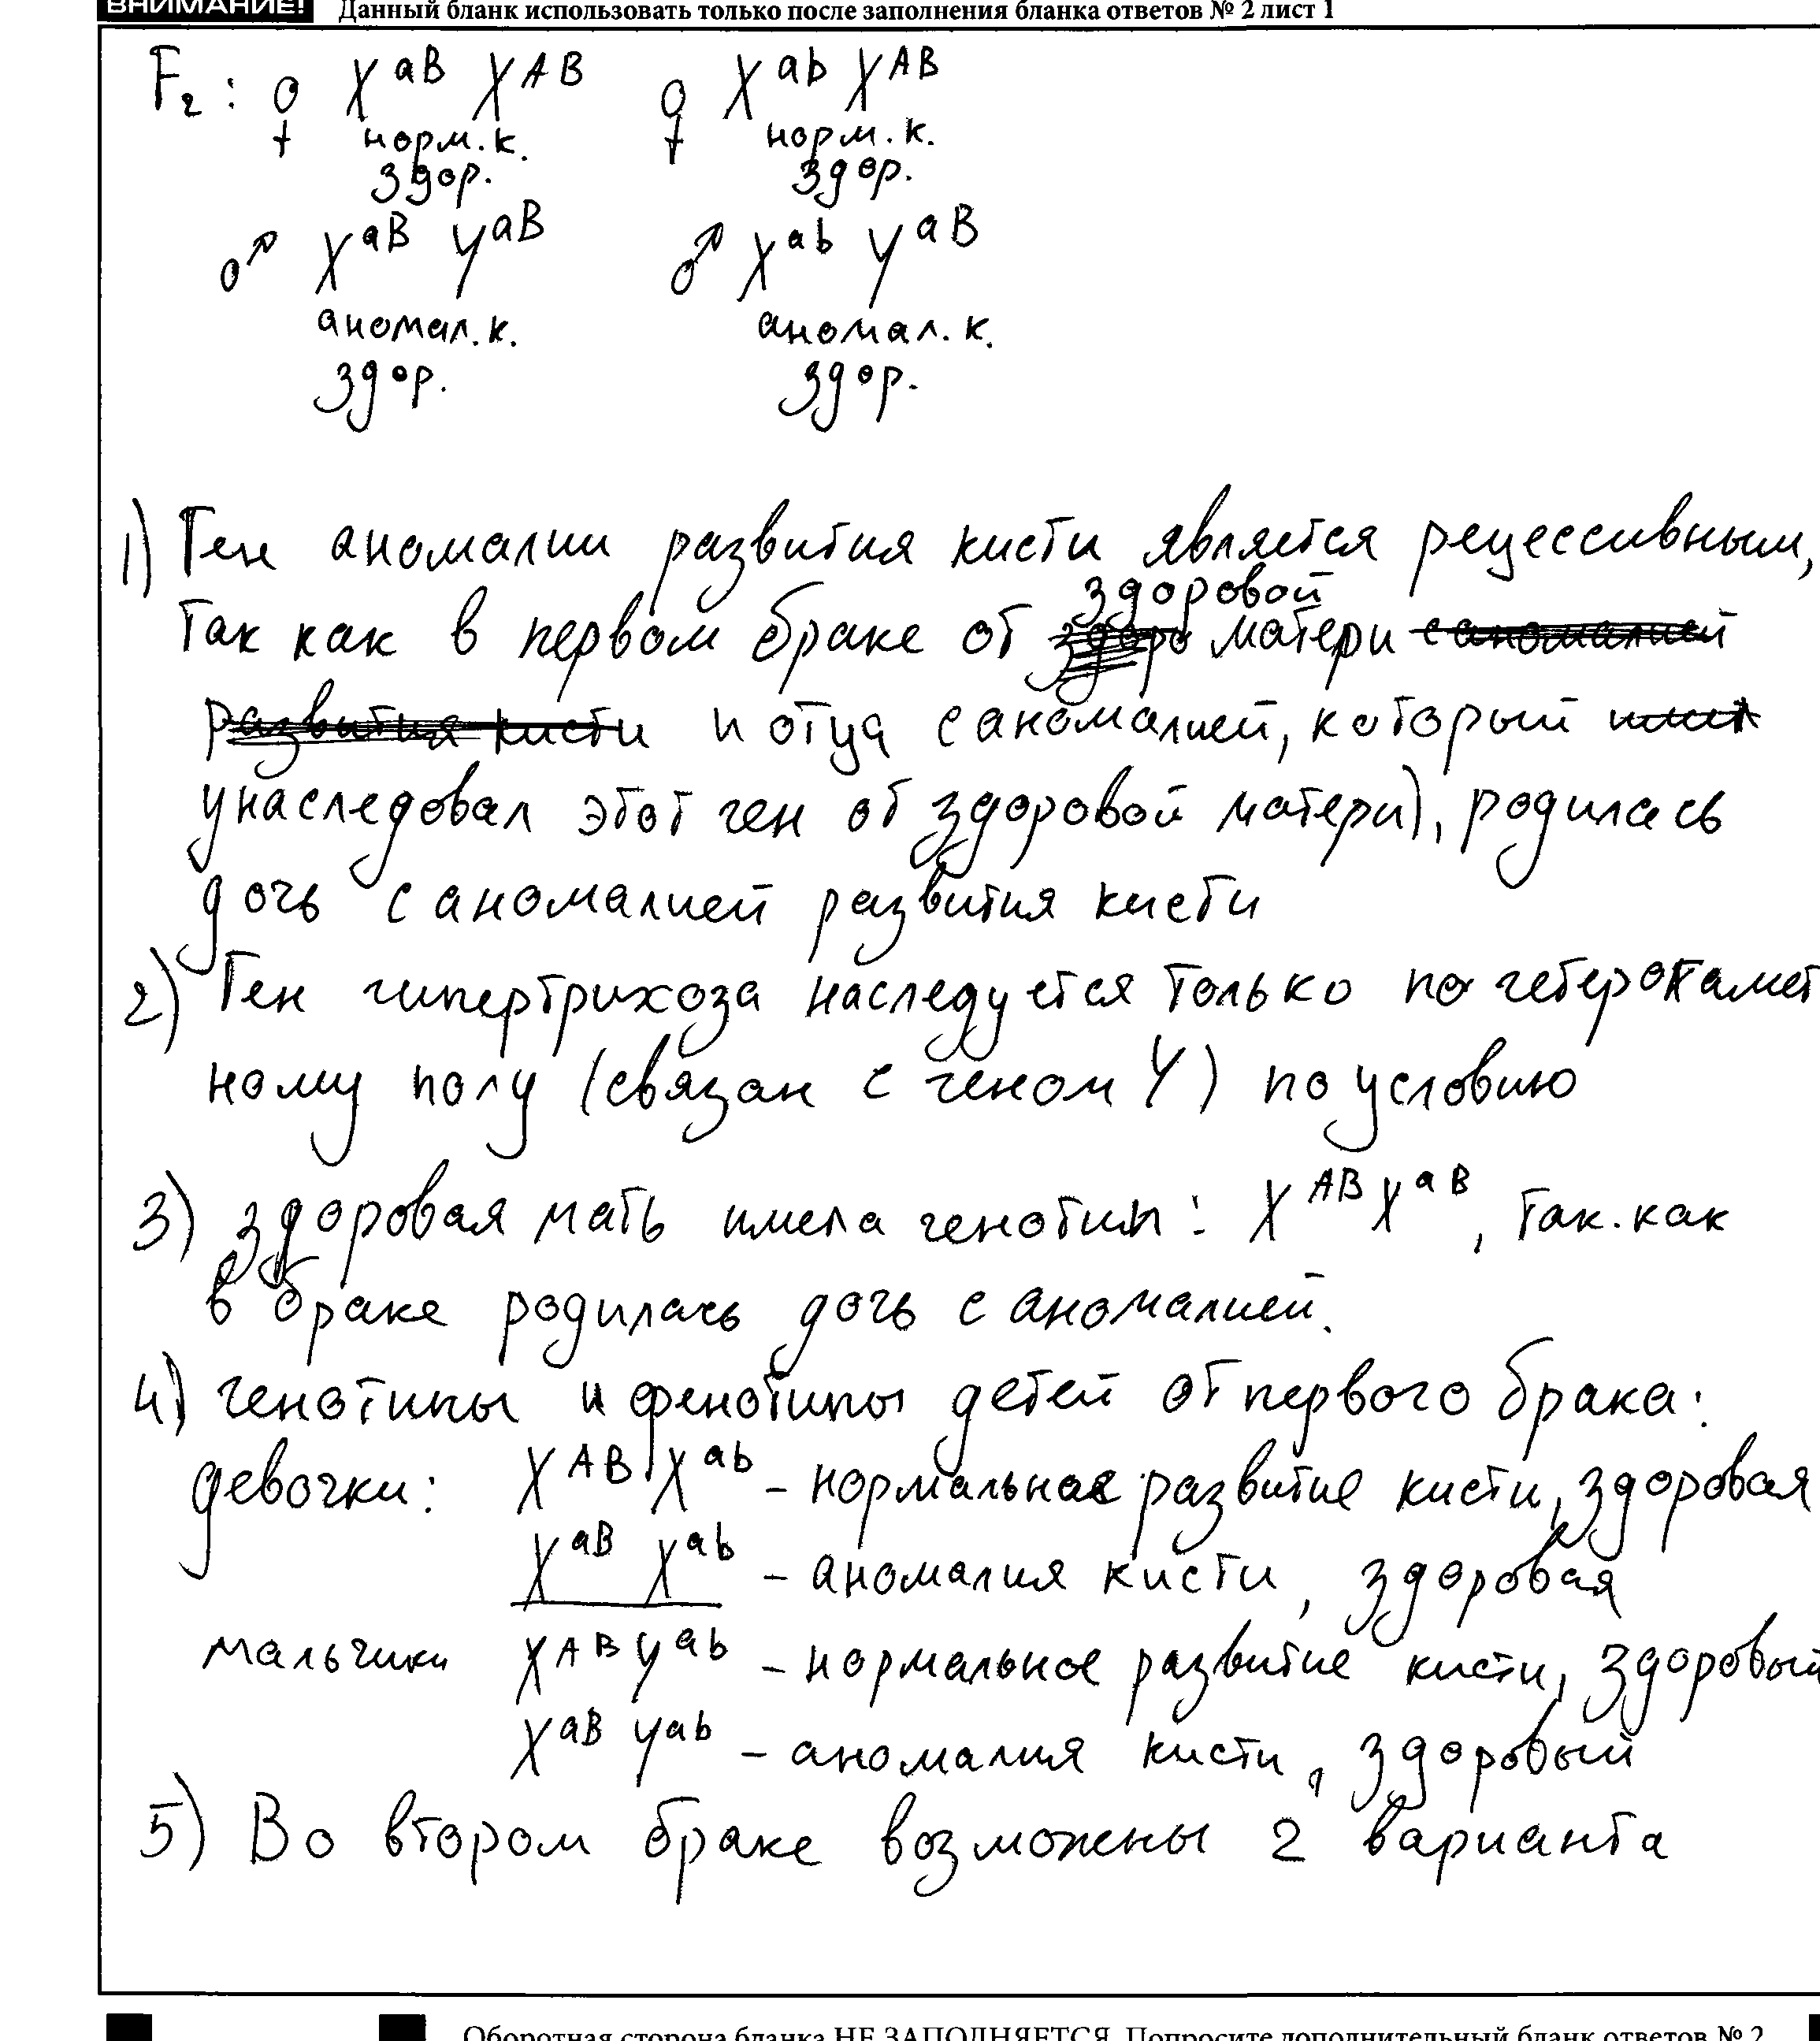 ВНИМАНИЕ! Данный бланк использовать только после заполнения бланка ответов № 2 лист 1
F₂: ♀ X^aB X^AB ♀ X^ab X^AB
норм. к. норм. к.
здор. здор.
♂ X^aB Y^aB ♂ X^ab Y^aB
аномал. к. аномал. к.
здор. здор.
1) Ген аномалии развития кисти является рецессивным,
здоровой
так как в первом браке от матери
и отца с аномалией, который
унаследовал этот ген от здоровой матери), родилась
дочь с аномалией развития кисти
2) Ген гипертрихоза наследуется только по гетерогамет
ному полу (связан с геном Y) по условию
3) здоровая мать имела генотип: X^AB X^aB, так. как
в браке родилась дочь с аномалией.
4) генотипы и фенотипы детей от первого брака:
девочки: X^AB X^ab - нормальное развитие кисти, здоровая
X^aB X^ab - аномалия кисти, здоровая
мальчики X^AB Y^ab - нормальное развитие кисти, здоровый
X^aB Y^ab - аномалия кисти, здоровый
5) Во втором браке возможены 2 варианта
Оборотная сторона бланка НЕ ЗАПОЛНЯЕТСЯ. Попросите дополнительный бланк ответов № 2